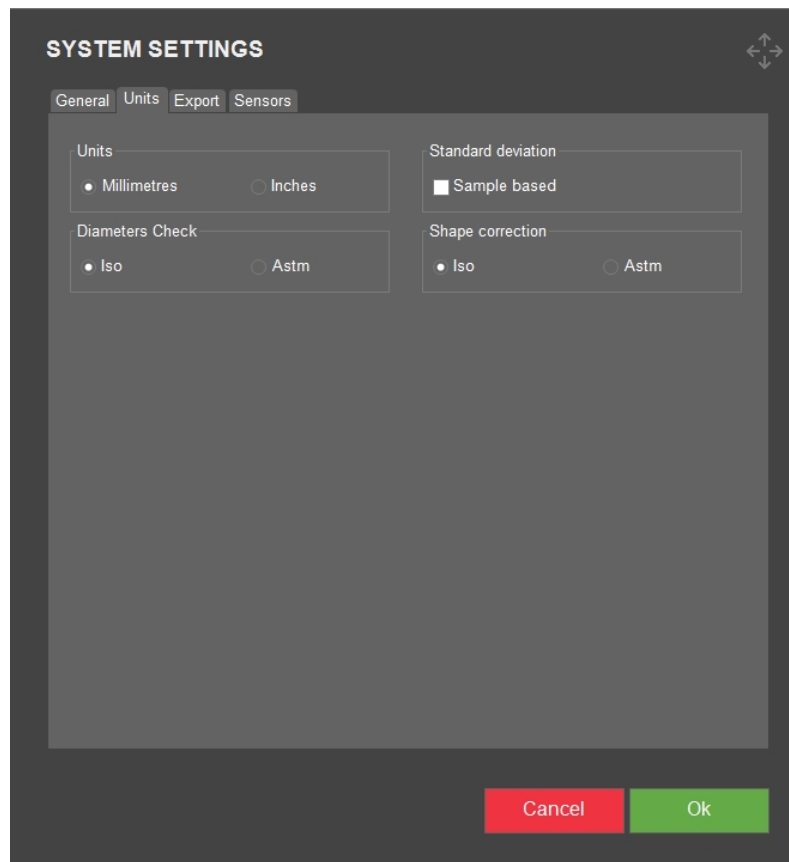 SYSTEM SETTINGS
General Units Export Sensors
Units
Millimetres Inches
Standard deviation
Sample based
Diameters Check
Iso Astm
Shape correction
Iso Astm
Cancel Ok